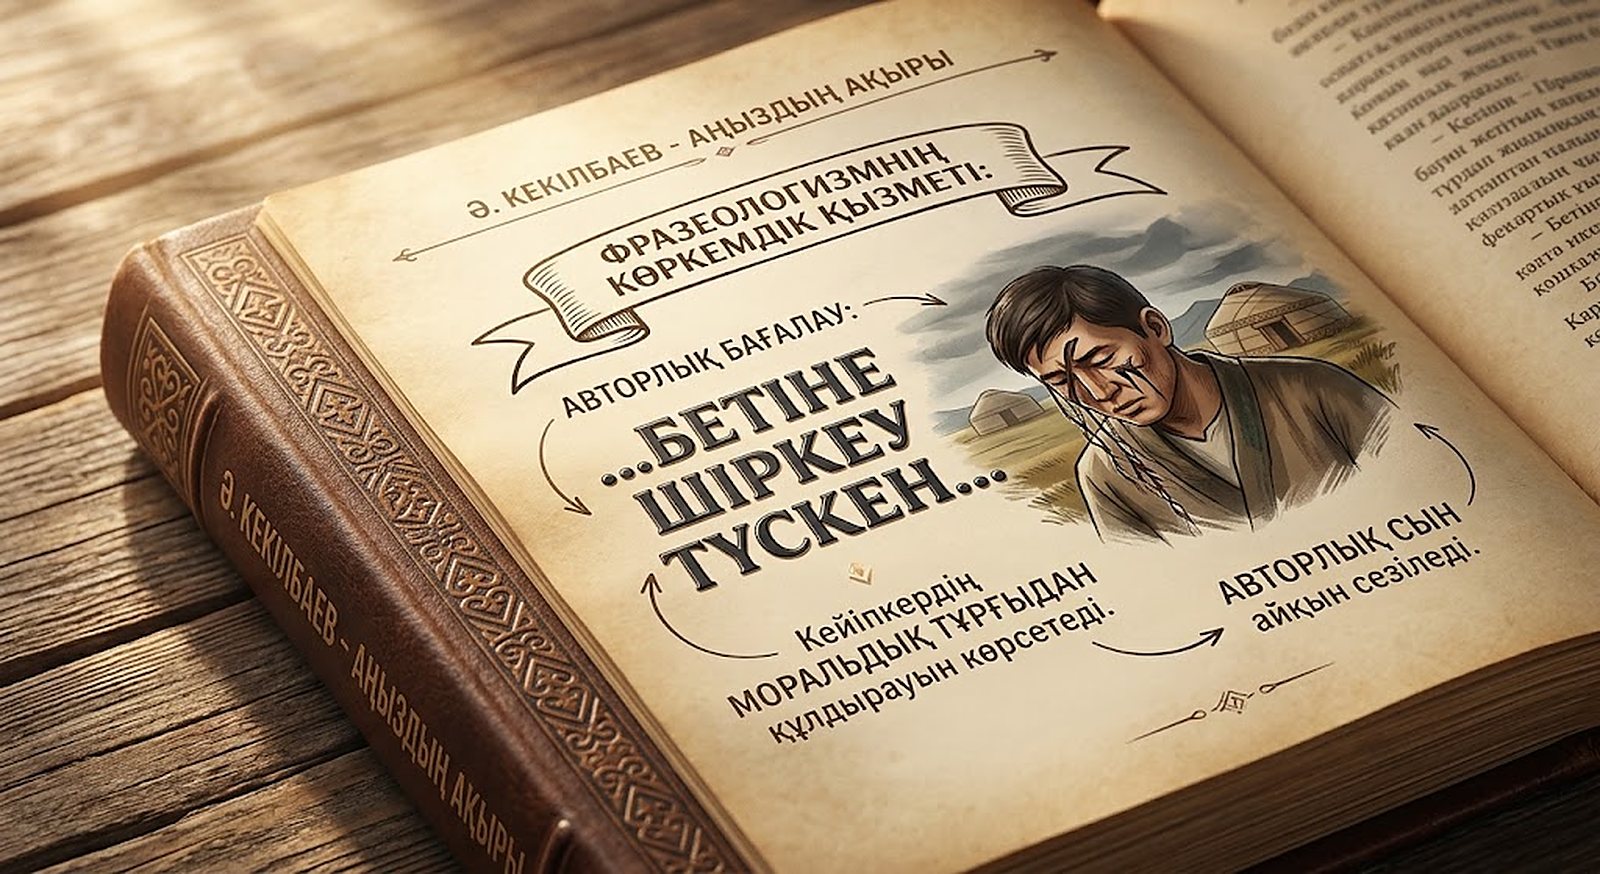 Ә. КЕКІЛБАЕВ - АҢЫЗДЫҢ АҚЫРЫ
ФРАЗЕОЛОГИЗМНІҢ
КӨРКЕМДІК ҚЫЗМЕТІ:
АВТОРЛЫҚ БАҒАЛАУ:
...БЕТІНЕ
ШІРКЕУ
ТҮСКЕН...
Кейіпкердің
МОРАЛЬДЫҚ ТҰРҒЫДАН
құлдырауын көрсетеді.
АВТОРЛЫҚ СЫН
айқын сезіледі.
Ә. КЕКІЛБАЕВ - АҢЫЗДЫҢ АҚЫРЫ